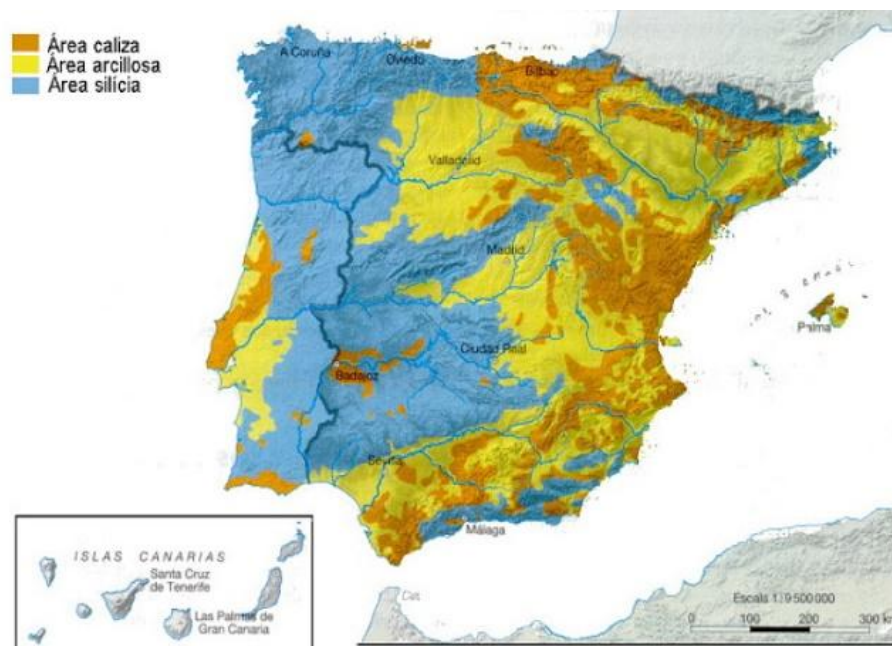 Área caliza
Área arcillosa
Área silícia
A Coruña
Oviedo
Bilbao
Valladolid
Madrid
Palma
Ciudad Real
Badajoz
Sevilla
Málaga
ISLAS CANARIAS
Santa Cruz
de Tenerife
Las Palmas de
Gran Canaria
Escals 1:9 500 000
0 100 200 300 km